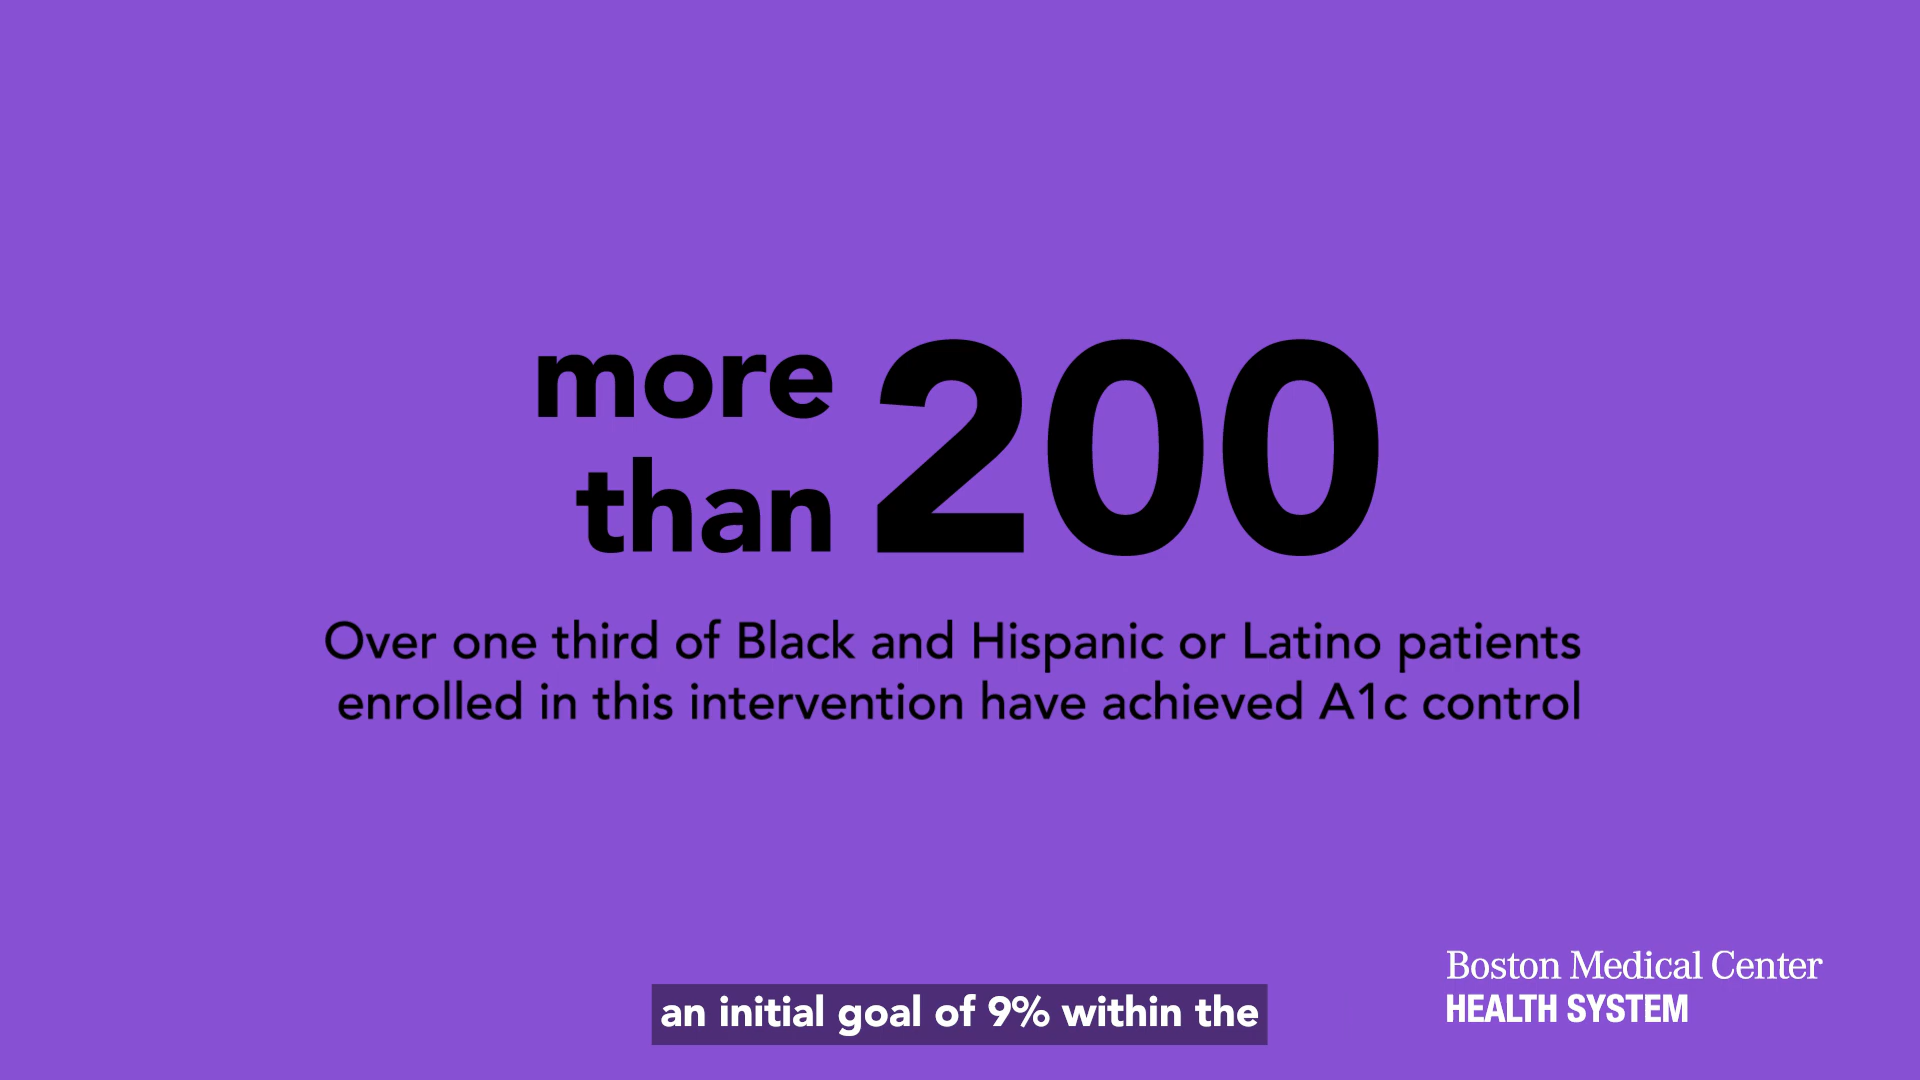 more
than 200
Over one third of Black and Hispanic or Latino patients
enrolled in this intervention have achieved A1c control
Boston Medical Center
HEALTH SYSTEM
an initial goal of 9% within the